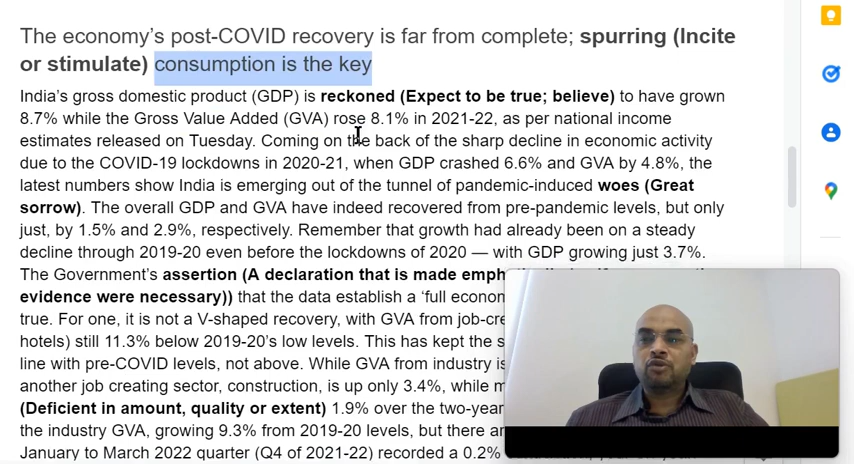 The economy’s post-COVID recovery is far from complete; spurring (Incite
or stimulate) consumption is the key
India’s gross domestic product (GDP) is reckoned (Expect to be true; believe) to have grown
8.7% while the Gross Value Added (GVA) rose 8.1% in 2021-22, as per national income
estimates released on Tuesday. Coming on the back of the sharp decline in economic activity
due to the COVID-19 lockdowns in 2020-21, when GDP crashed 6.6% and GVA by 4.8%, the
latest numbers show India is emerging out of the tunnel of pandemic-induced woes (Great
sorrow). The overall GDP and GVA have indeed recovered from pre-pandemic levels, but only
just, by 1.5% and 2.9%, respectively. Remember that growth had already been on a steady
decline through 2019-20 even before the lockdowns of 2020 — with GDP growing just 3.7%.
The Government’s assertion (A declaration that is made
evidence were necessary)) that the data establish a ‘full
true. For one, it is not a V-shaped recovery, with GVA from
hotels) still 11.3% below 2019-20’s low levels. This has kept the
line with pre-COVID levels, not above. While GVA from industry is
another job creating sector, construction, is up only 3.4%, while
(Deficient in amount, quality or extent) 1.9% over the two-year
the industry GVA, growing 9.3% from 2019-20 levels, but there
January to March 2022 quarter (Q4 of 2021-22) recorded a 0.2%